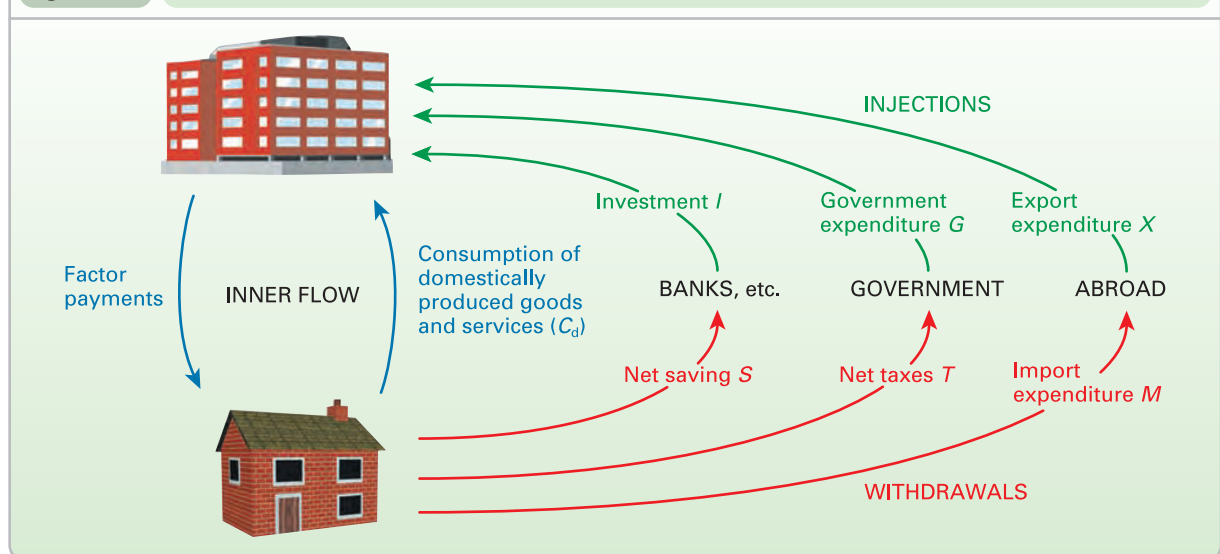 INJECTIONS
Investment I
Government
expenditure G
Export
expenditure X
Factor
payments
INNER FLOW
Consumption of
domestically
produced goods
and services (Cd)
BANKS, etc.
GOVERNMENT
ABROAD
Net saving S
Net taxes T
Import
expenditure M
WITHDRAWALS